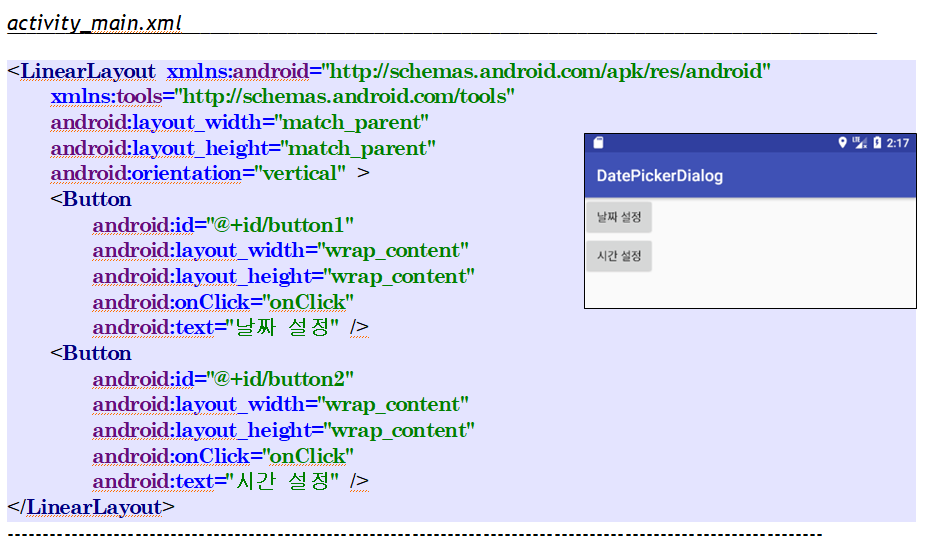 activity_main.xml
<LinearLayout xmlns:android="http://schemas.android.com/apk/res/android"
xmlns:tools="http://schemas.android.com/tools"
android:layout_width="match_parent"
android:layout_height="match_parent"
android:orientation="vertical" >
<Button
android:id="@+id/button1"
android:layout_width="wrap_content"
android:layout_height="wrap_content"
android:onClick="onClick"
android:text="날짜 설정" />
<Button
android:id="@+id/button2"
android:layout_width="wrap_content"
android:layout_height="wrap_content"
android:onClick="onClick"
android:text="시간 설정" />
</LinearLayout>
LTE 2:17
DatePickerDialog
날짜 설정
시간 설정